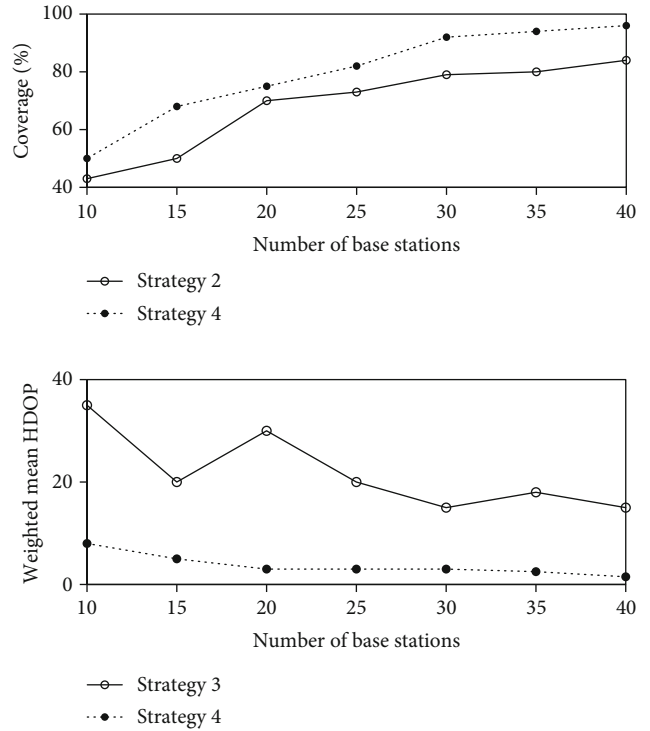 100
80
60
40
Coverage (%)
10 15 20 25 30 35 40
Number of base stations
Strategy 2
Strategy 4
40
20
0
Weighted mean HDOP
10 15 20 25 30 35 40
Number of base stations
Strategy 3
Strategy 4